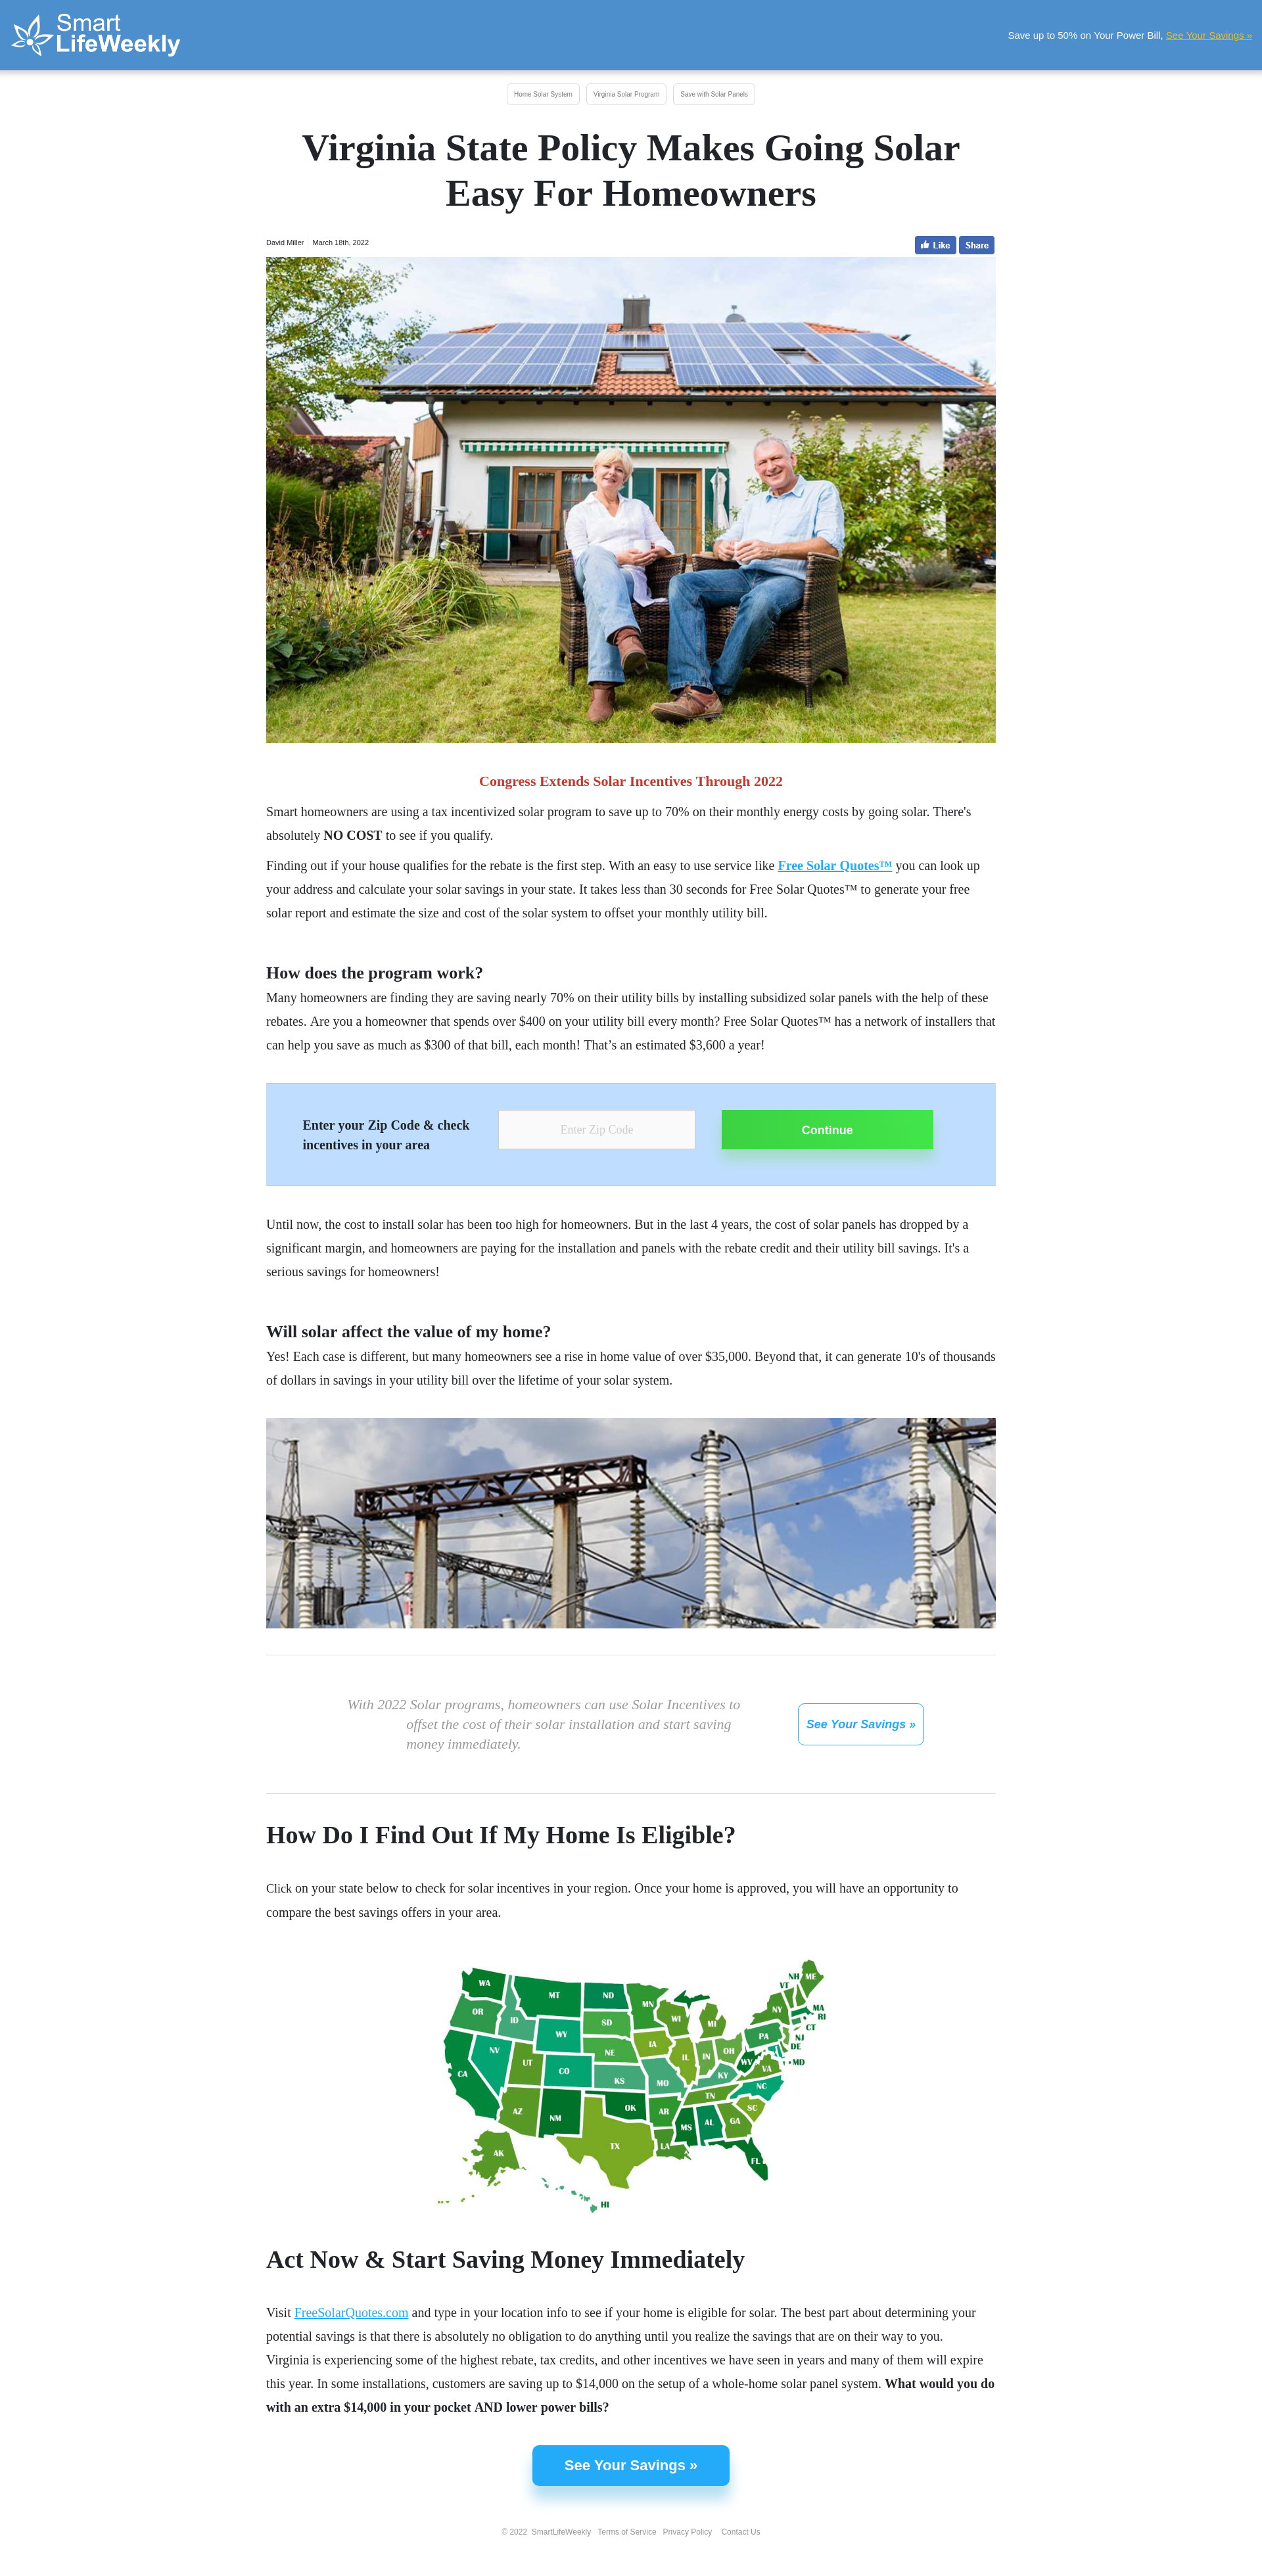 Smart
LifeWeekly
Save up to 50% on Your Power Bill, See Your Savings »
Home Solar System
Virginia Solar Program
Save with Solar Panels
Virginia State Policy Makes Going Solar
Easy For Homeowners
David Miller
March 18th, 2022
Like
Share
Congress Extends Solar Incentives Through 2022
Smart homeowners are using a tax incentivized solar program to save up to 70% on their monthly energy costs by going solar. There's
absolutely NO COST to see if you qualify.
Finding out if your house qualifies for the rebate is the first step. With an easy to use service like Free Solar Quotes™ you can look up
your address and calculate your solar savings in your state. It takes less than 30 seconds for Free Solar Quotes™ to generate your free
solar report and estimate the size and cost of the solar system to offset your monthly utility bill.
How does the program work?
Many homeowners are finding they are saving nearly 70% on their utility bills by installing subsidized solar panels with the help of these
rebates. Are you a homeowner that spends over $400 on your utility bill every month? Free Solar Quotes™ has a network of installers that
can help you save as much as $300 of that bill, each month! That’s an estimated $3,600 a year!
Enter your Zip Code & check
incentives in your area
Enter Zip Code
Continue
Until now, the cost to install solar has been too high for homeowners. But in the last 4 years, the cost of solar panels has dropped by a
significant margin, and homeowners are paying for the installation and panels with the rebate credit and their utility bill savings. It's a
serious savings for homeowners!
Will solar affect the value of my home?
Yes! Each case is different, but many homeowners see a rise in home value of over $35,000. Beyond that, it can generate 10's of thousands
of dollars in savings in your utility bill over the lifetime of your solar system.
With 2022 Solar programs, homeowners can use Solar Incentives to
offset the cost of their solar installation and start saving
money immediately.
See Your Savings »
How Do I Find Out If My Home Is Eligible?
Click on your state below to check for solar incentives in your region. Once your home is approved, you will have an opportunity to
compare the best savings offers in your area.
WA
MT
ND
MN
VT
NH
ME
OR
ID
SD
WI
MI
NY
MA
RI
CT
WY
IA
PA
NJ
NV
NE
IL
IN
OH
DE
MD
UT
CO
KS
MO
KY
WV
VA
CA
AZ
NM
OK
AR
TN
NC
SC
MS
AL
GA
TX
LA
FL
AK
HI
Act Now & Start Saving Money Immediately
Visit FreeSolarQuotes.com and type in your location info to see if your home is eligible for solar. The best part about determining your
potential savings is that there is absolutely no obligation to do anything until you realize the savings that are on their way to you.
Virginia is experiencing some of the highest rebate, tax credits, and other incentives we have seen in years and many of them will expire
this year. In some installations, customers are saving up to $14,000 on the setup of a whole-home solar panel system. What would you do
with an extra $14,000 in your pocket AND lower power bills?
See Your Savings »
© 2022 SmartLifeWeekly Terms of Service Privacy Policy Contact Us